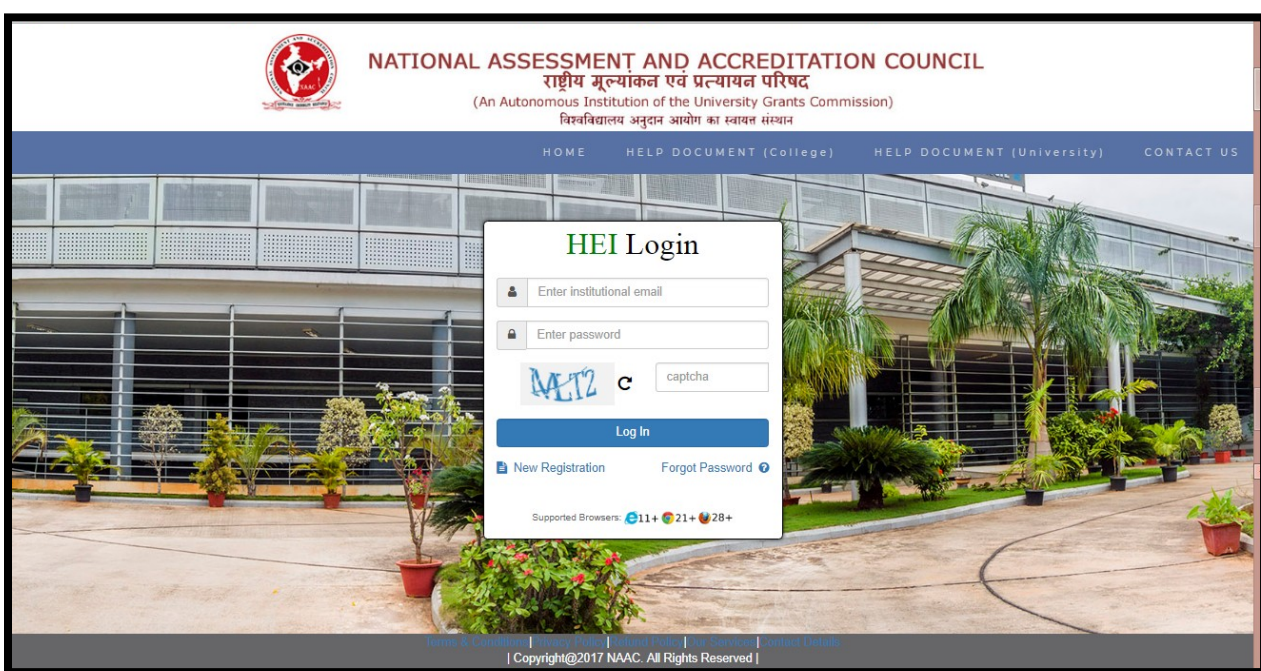 NATIONAL ASSESSMENT AND ACCREDITATION COUNCIL
राष्ट्रीय मूल्यांकन एवं प्रत्यायन परिषद
(An Autonomous Institution of the University Grants Commission)
विश्वविद्यालय अनुदान आयोग का स्वायत्त संस्थान
HOME HELP DOCUMENT (College) HELP DOCUMENT (University) CONTACT US
HEI Login
Enter institutional email
Enter password
captcha
Log In
New Registration Forgot Password
Supported Browsers: 11+ 21+ 28+
Terms & Conditions|Privacy Policy|Refund Policy|Our Services|Contact Details
| Copyright@2017 NAAC. All Rights Reserved |